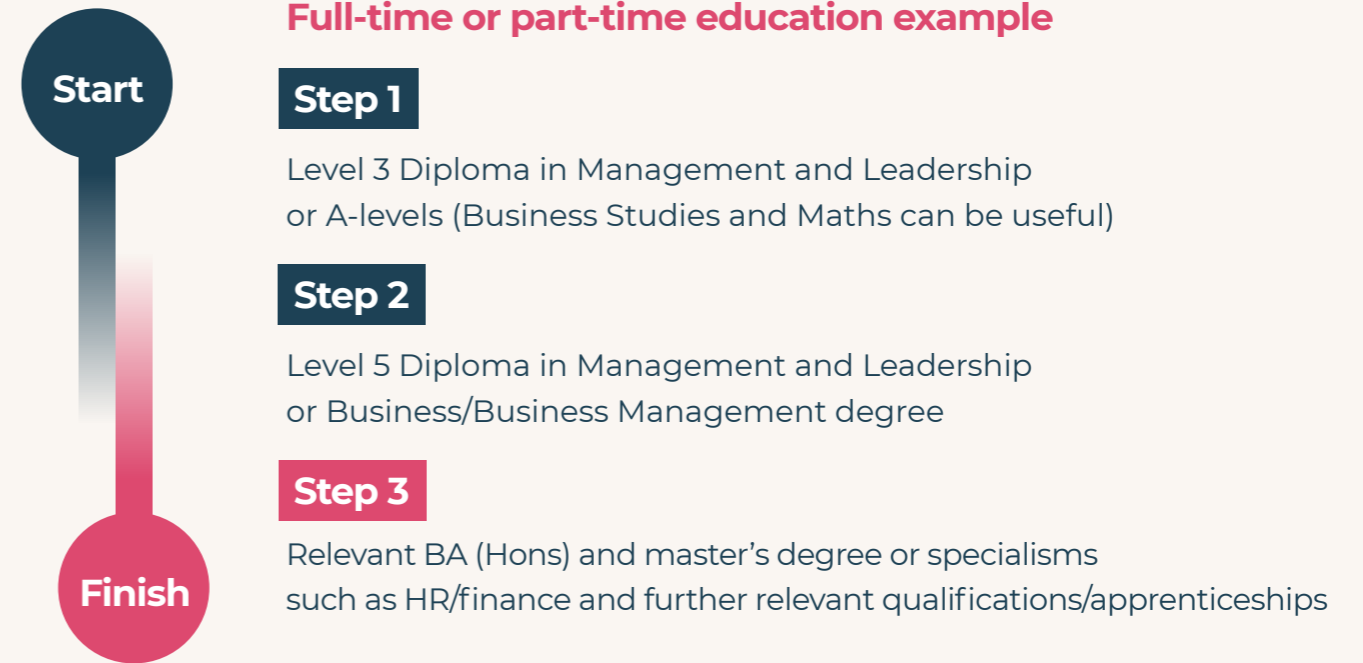 Full-time or part-time education example
Start
Step 1
Level 3 Diploma in Management and Leadership
or A-levels (Business Studies and Maths can be useful)
Step 2
Level 5 Diploma in Management and Leadership
or Business/Business Management degree
Step 3
Relevant BA (Hons) and master’s degree or specialisms
such as HR/finance and further relevant qualifications/apprenticeships
Finish